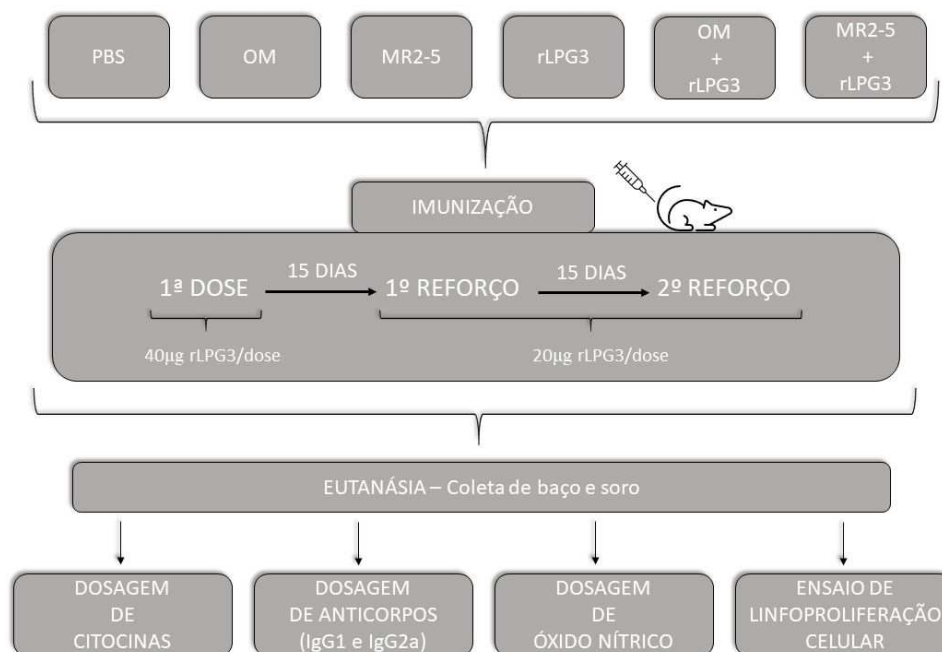 PBS
OM
MR2-5
rLPG3
OM
+
rLPG3
MR2-5
+
rLPG3
IMUNIZAÇÃO
15 DIAS
15 DIAS
1ª DOSE
1º REFORÇO
2º REFORÇO
40µg rLPG3/dose
20µg rLPG3/dose
EUTANÁSIA – Coleta de baço e soro
DOSAGEM
DE
CITOCINAS
DOSAGEM
DE ANTICORPOS
(IgG1 e IgG2a)
DOSAGEM
DE
ÓXIDO NÍTRICO
ENSAIO DE
LINFOPROLIFERAÇÃO
CELULAR